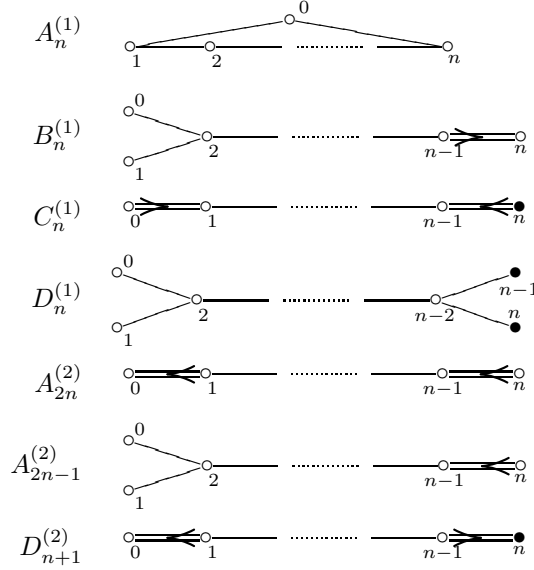 A_n^{(1)} 0
1 2 n
B_n^{(1)} 0
1 2 n−1 n
C_n^{(1)} 0 1 n−1 n
D_n^{(1)} 0 n−1
1 2 n−2 n
A_{2n}^{(2)} 0 1 n−1 n
A_{2n−1}^{(2)} 0
1 2 n−1 n
D_{n+1}^{(2)} 0 1 n−1 n